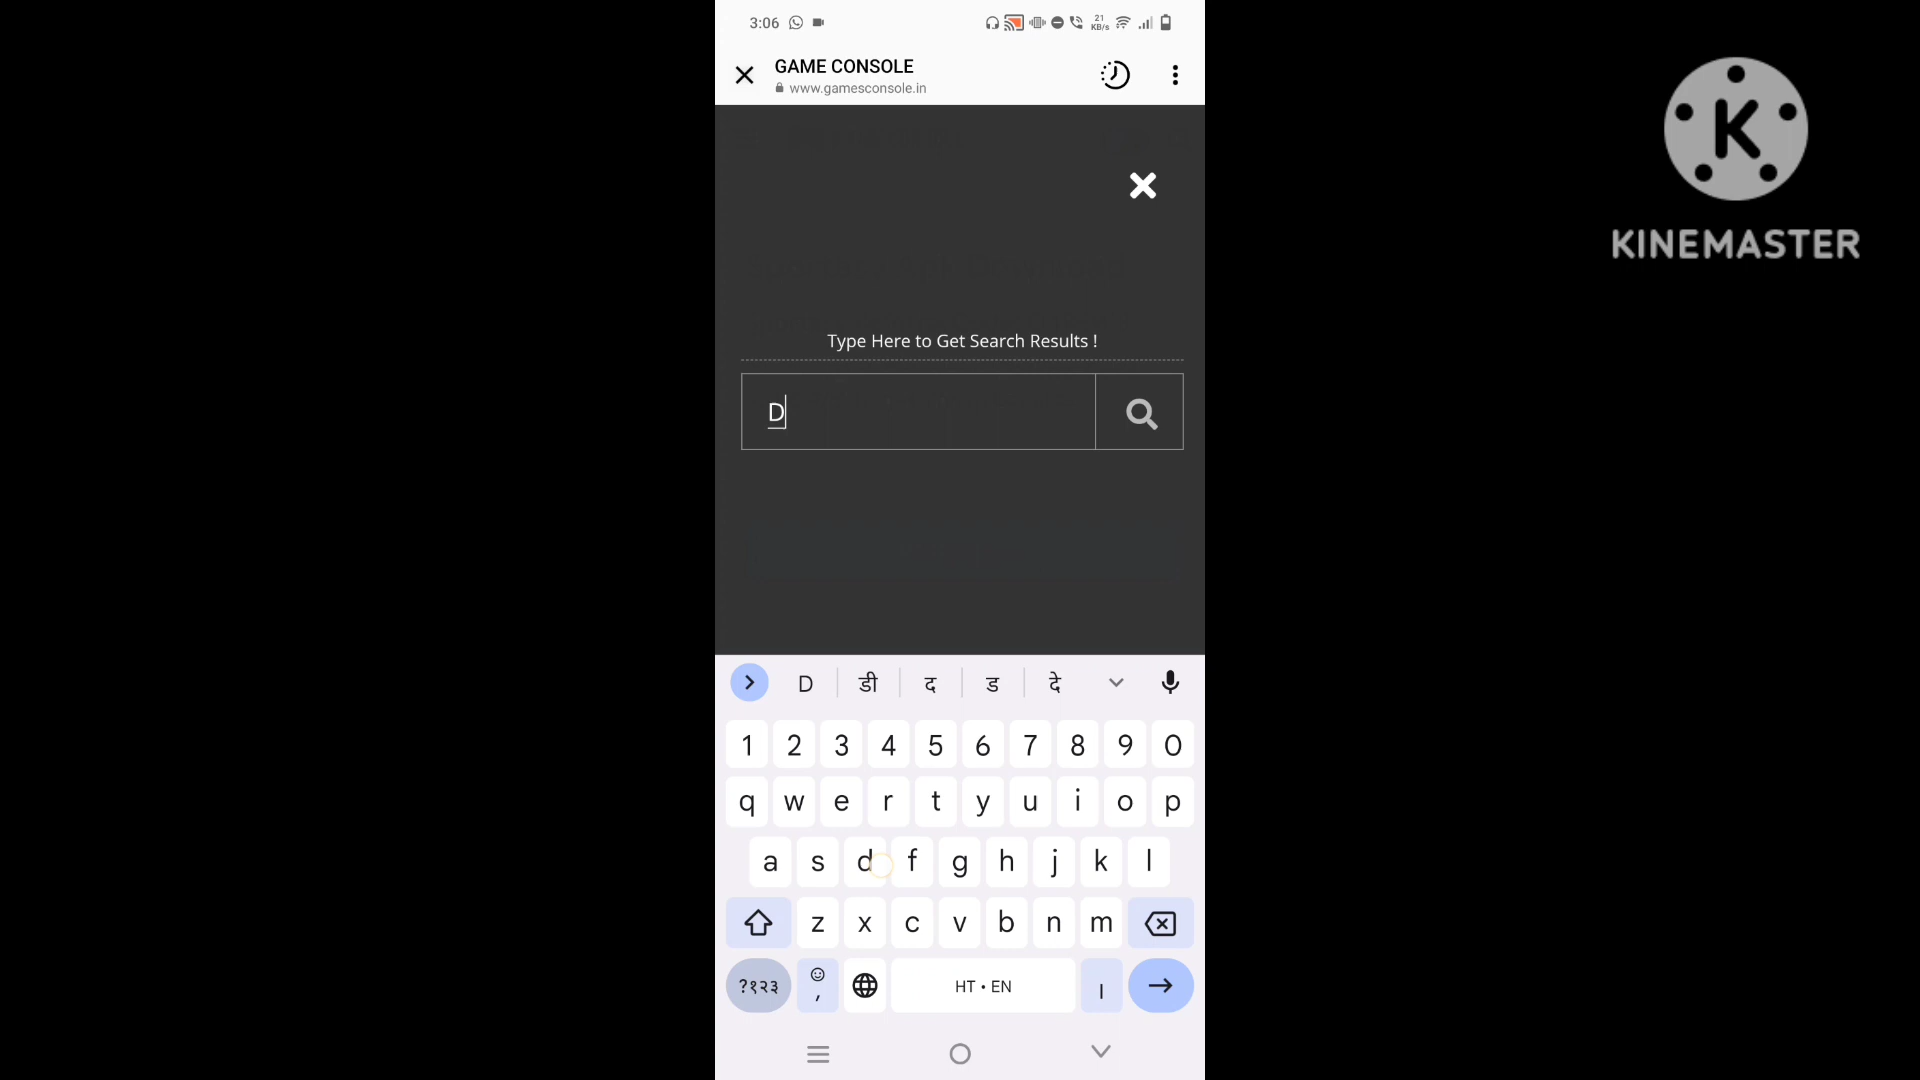 3:06 21 KB/s
GAME CONSOLE
www.gamesconsole.in
KINEMASTER
Type Here to Get Search Results !
D
D डी द ड दे
1 2 3 4 5 6 7 8 9 0
q w e r t y u i o p
a s d f g h j k l
z x c v b n m
?१२३ , HT • EN ।